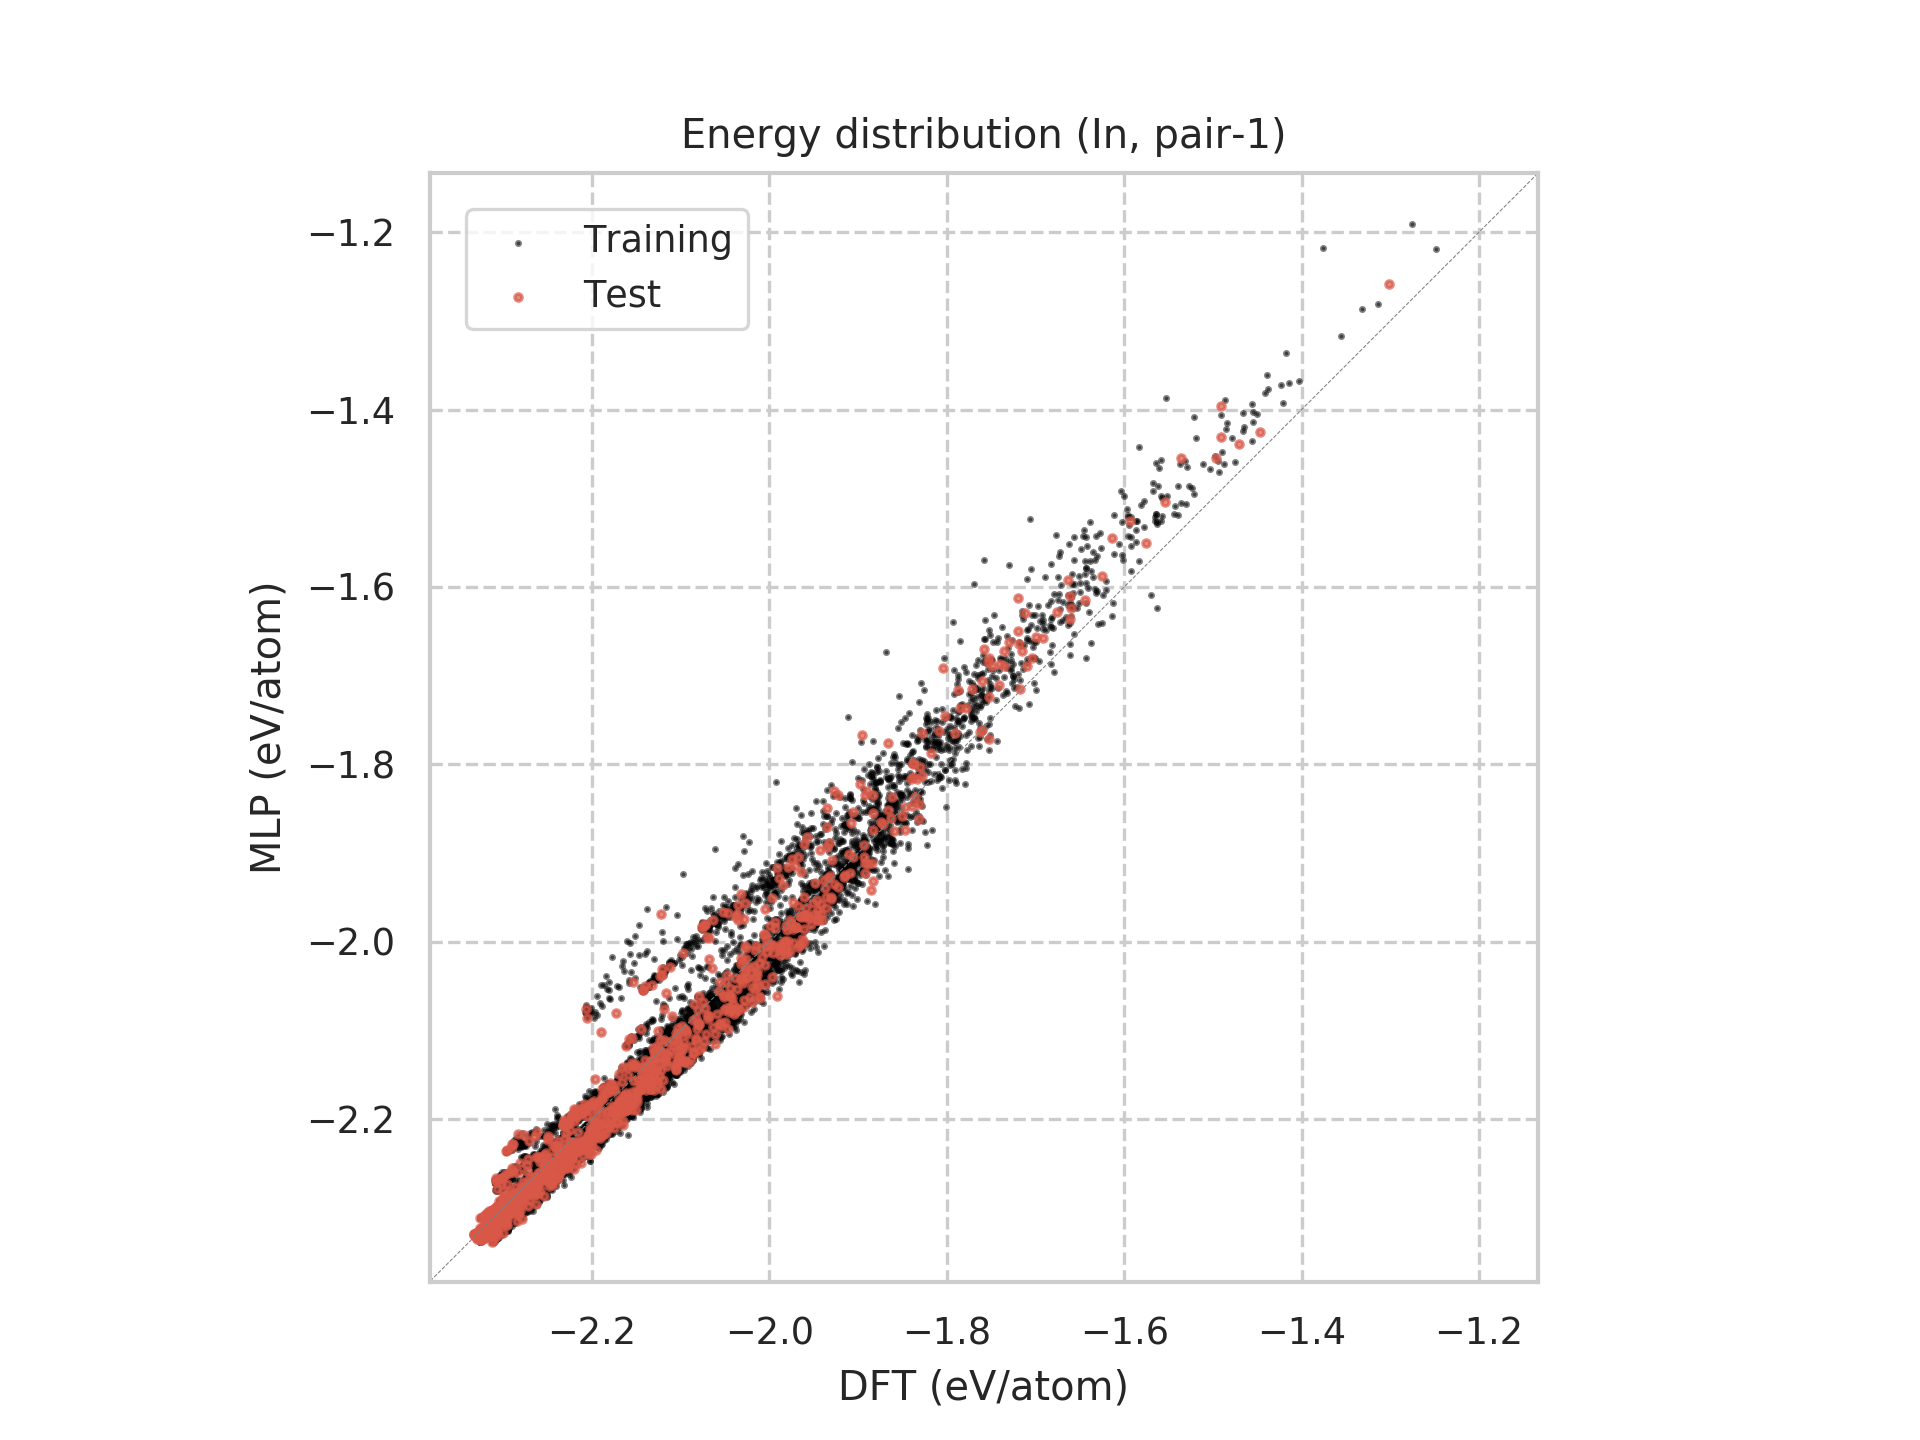 Energy distribution (In, pair-1)
Training
Test
−1.2
−1.4
−1.6
−1.8
−2.0
−2.2
MLP (eV/atom)
−2.2 −2.0 −1.8 −1.6 −1.4 −1.2
DFT (eV/atom)